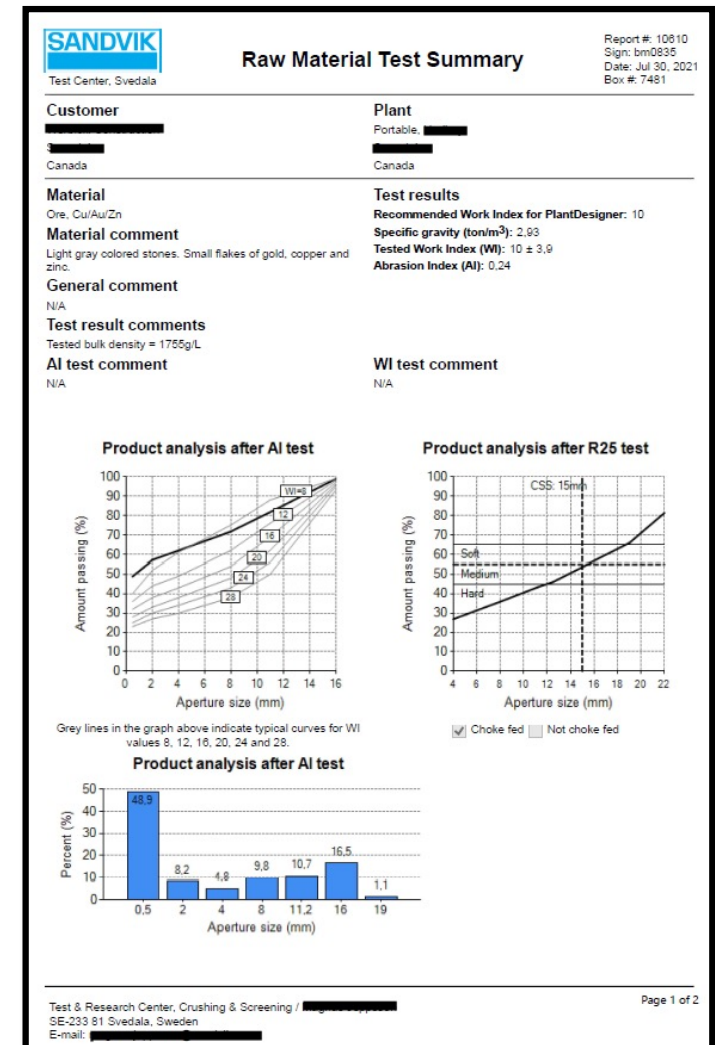 SANDVIK
Test Center, Svedala
Raw Material Test Summary
Report #: 10610
Sign: bm0835
Date: Jul 30, 2021
Box #: 7481
Customer
Canada
Plant
Portable,
Canada
Material
Ore, Cu/Au/Zn
Material comment
Light gray colored stones. Small flakes of gold, copper and
zinc.
General comment
N/A
Test result comments
Tested bulk density = 1755g/L
AI test comment
N/A
Test results
Recommended Work Index for PlantDesigner: 10
Specific gravity (ton/m3): 2,93
Tested Work Index (WI): 10 ± 3,9
Abrasion Index (AI): 0,24
WI test comment
N/A
Product analysis after AI test
Amount passing (%)
100
90
80
70
60
50
40
30
20
10
0
WI=8
12
16
20
24
28
0 2 4 6 8 10 12 14 16
Aperture size (mm)
Grey lines in the graph above indicate typical curves for WI
values 8, 12, 16, 20, 24 and 28.
Product analysis after R25 test
Amount passing (%)
100
90
80
70
60
50
40
30
20
10
0
CSS: 15mm
Soft
Medium
Hard
4 6 8 10 12 14 16 18 20 22
Aperture size (mm)
Choke fed Not choke fed
Product analysis after AI test
Percent (%)
50
40
30
20
10
0
48,9
8,2
4,8
9,8
10,7
16,5
1,1
0,5 2 4 8 11,2 16 19
Aperture size (mm)
Test & Research Center, Crushing & Screening /
SE-233 81 Svedala, Sweden
E-mail:
Page 1 of 2